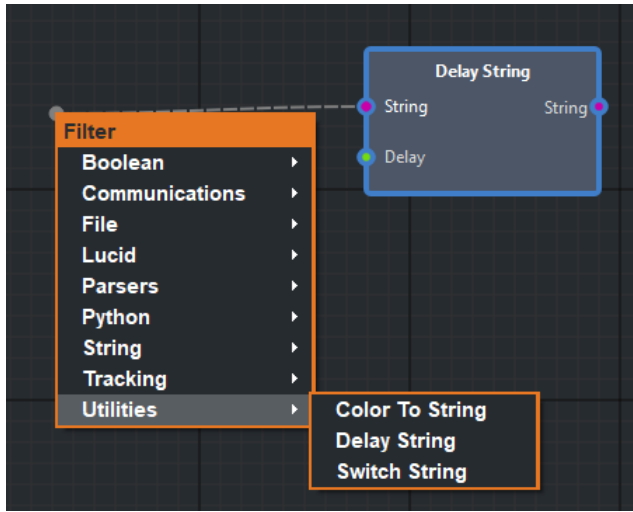 Delay String
String String
Delay
Filter
Boolean
Communications
File
Lucid
Parsers
Python
String
Tracking
Utilities
Color To String
Delay String
Switch String